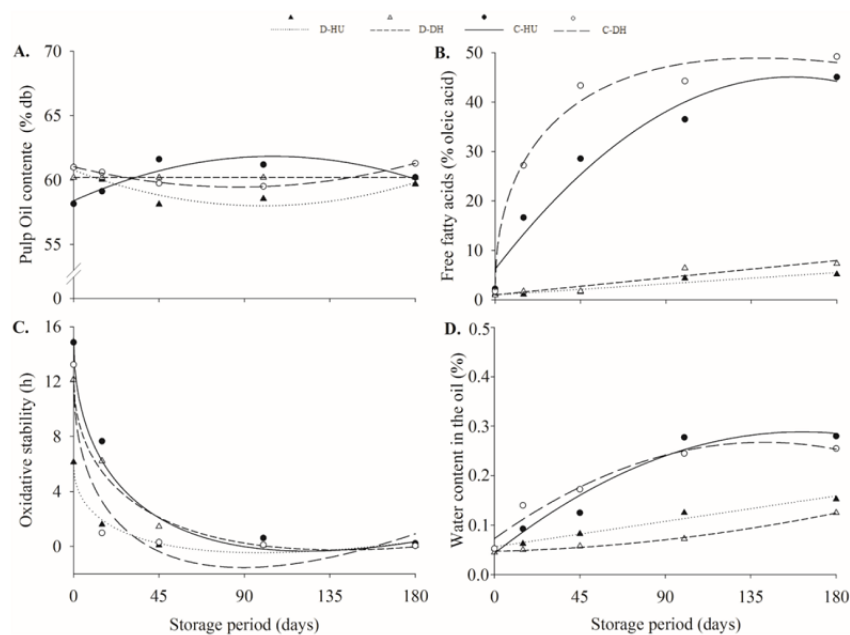 D-HU D-DH C-HU C-DH
A.
70
65
60
55
0
Pulp Oil contente (% db)
B.
50
40
30
20
10
0
Free fatty acids (% oleic acid)
C.
16
12
8
4
0
Oxidative stability (h)
0 45 90 135 180
Storage period (days)
D.
0.5
0.4
0.3
0.2
0.1
0.0
Water content in the oil (%)
0 45 90 135 180
Storage period (days)